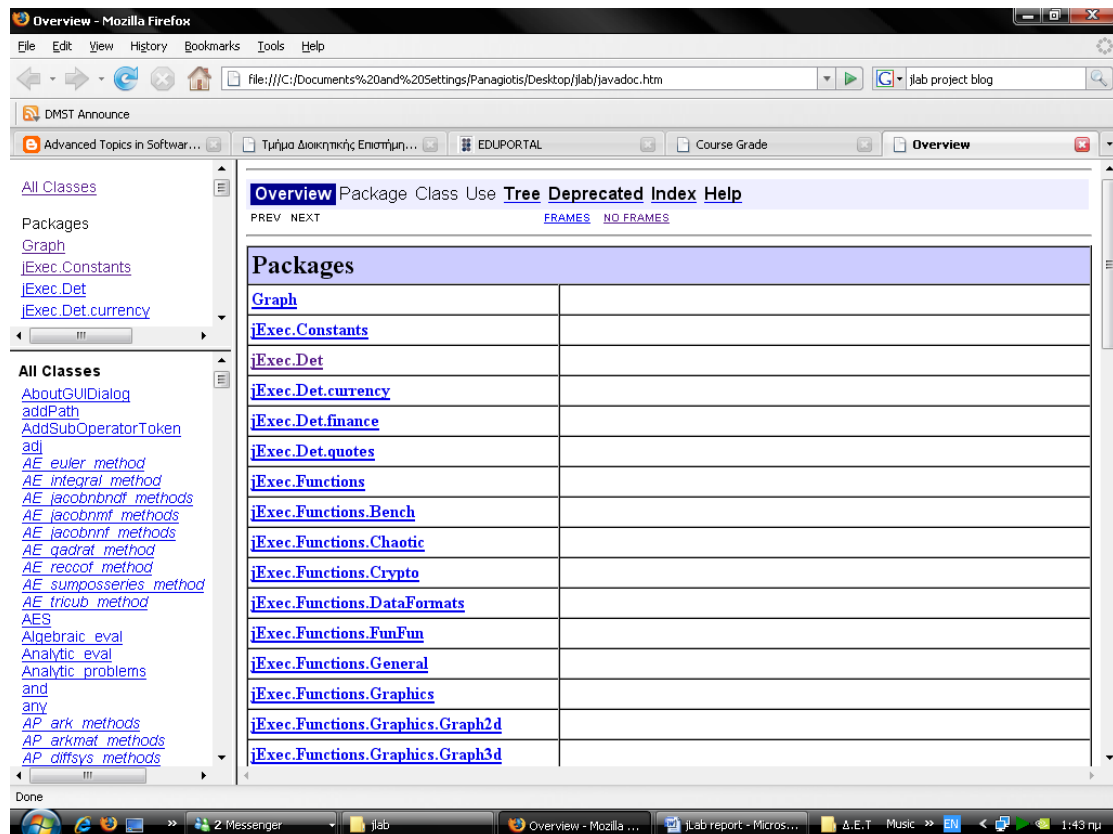 Overview - Mozilla Firefox
File Edit View History Bookmarks Tools Help
file:///C:/Documents%20and%20Settings/Panagiotis/Desktop/jlab/javadoc.htm
jlab project blog
DMST Announce
Advanced Topics in Softwar...
Τμήμα Διοικητικής Επιστήμη...
EDUPORTAL
Course Grade
Overview
All Classes
Packages
Graph
jExec.Constants
jExec.Det
jExec.Det.currency
All Classes
AboutGUIDialog
addPath
AddSubOperatorToken
adj
AE_euler_method
AE_integral_method
AE_jacobnbndf_methods
AE_jacobnmf_methods
AE_jacobnnf_methods
AE_qadrat_method
AE_reccof_method
AE_sumposseries_method
AE_tricub_method
AES
Algebraic_eval
Analytic_eval
Analytic_problems
and
any
AP_ark_methods
AP_arkmat_methods
AP_diffsys_methods
Overview Package Class Use Tree Deprecated Index Help
PREV NEXT FRAMES NO FRAMES
Packages
Graph
jExec.Constants
jExec.Det
jExec.Det.currency
jExec.Det.finance
jExec.Det.quotes
jExec.Functions
jExec.Functions.Bench
jExec.Functions.Chaotic
jExec.Functions.Crypto
jExec.Functions.DataFormats
jExec.Functions.FunFun
jExec.Functions.General
jExec.Functions.Graphics
jExec.Functions.Graphics.Graph2d
jExec.Functions.Graphics.Graph3d
Done
» 2 Messenger jlab Overview - Mozilla ... jLab report - Micros... Δ.Ε.Τ Music » EN < 1:43 πμ